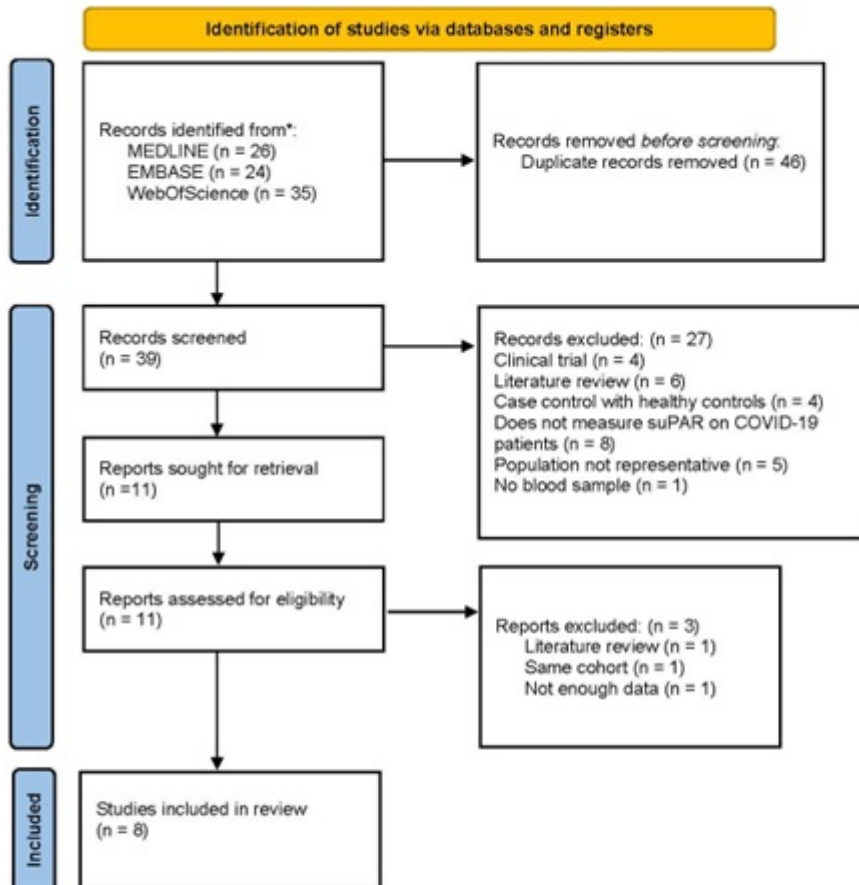 Identification of studies via databases and registers
Identification
Records identified from*:
MEDLINE (n = 26)
EMBASE (n = 24)
WebOfScience (n = 35)
Records removed before screening:
Duplicate records removed (n = 46)
Screening
Records screened
(n = 39)
Records excluded: (n = 27)
Clinical trial (n = 4)
Literature review (n = 6)
Case control with healthy controls (n = 4)
Does not measure suPAR on COVID-19
patients (n = 8)
Population not representative (n = 5)
No blood sample (n = 1)
Reports sought for retrieval
(n =11)
Reports assessed for eligibility
(n = 11)
Reports excluded: (n = 3)
Literature review (n = 1)
Same cohort (n = 1)
Not enough data (n = 1)
Included
Studies included in review
(n = 8)